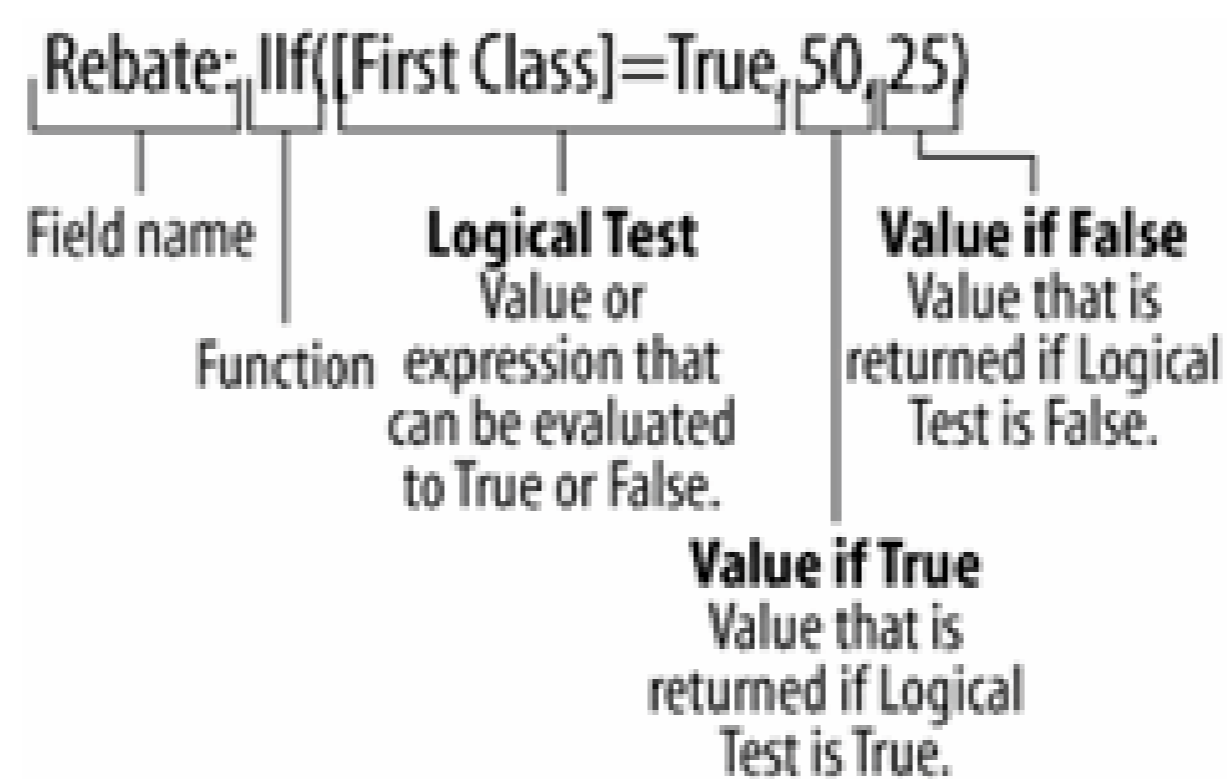 Rebate: IIf([First Class]=True, 50, 25)
Field name
Function
Logical Test
Value or
expression that
can be evaluated
to True or False.
Value if True
Value that is
returned if Logical
Test is True.
Value if False
Value that is
returned if Logical
Test is False.